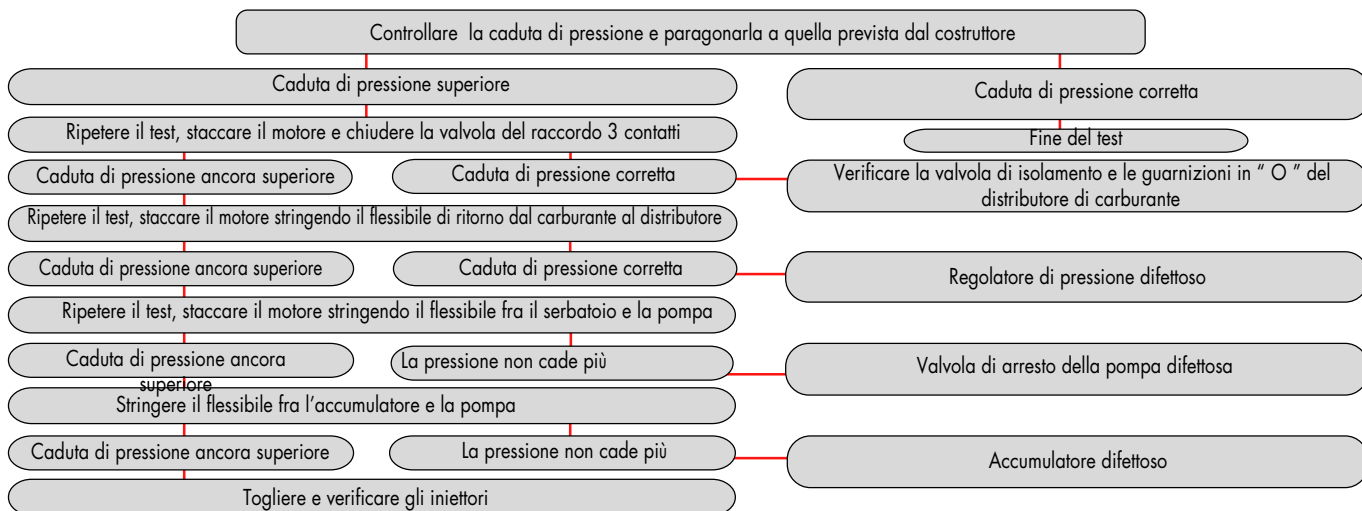 Controllare la caduta di pressione e paragonarla a quella prevista dal costruttore
Caduta di pressione superiore
Caduta di pressione corretta
Ripetere il test, staccare il motore e chiudere la valvola del raccordo 3 contatti
Fine del test
Caduta di pressione ancora superiore
Caduta di pressione corretta
Verificare la valvola di isolamento e le guarnizioni in “ O ” del
distributore di carburante
Ripetere il test, staccare il motore stringendo il flessibile di ritorno dal carburante al distributore
Caduta di pressione ancora superiore
Caduta di pressione corretta
Regolatore di pressione difettoso
Ripetere il test, staccare il motore stringendo il flessibile fra il serbatoio e la pompa
Caduta di pressione ancora
superiore
La pressione non cade più
Valvola di arresto della pompa difettosa
Stringere il flessibile fra l’accumulatore e la pompa
Caduta di pressione ancora superiore
La pressione non cade più
Accumulatore difettoso
Togliere e verificare gli iniettori